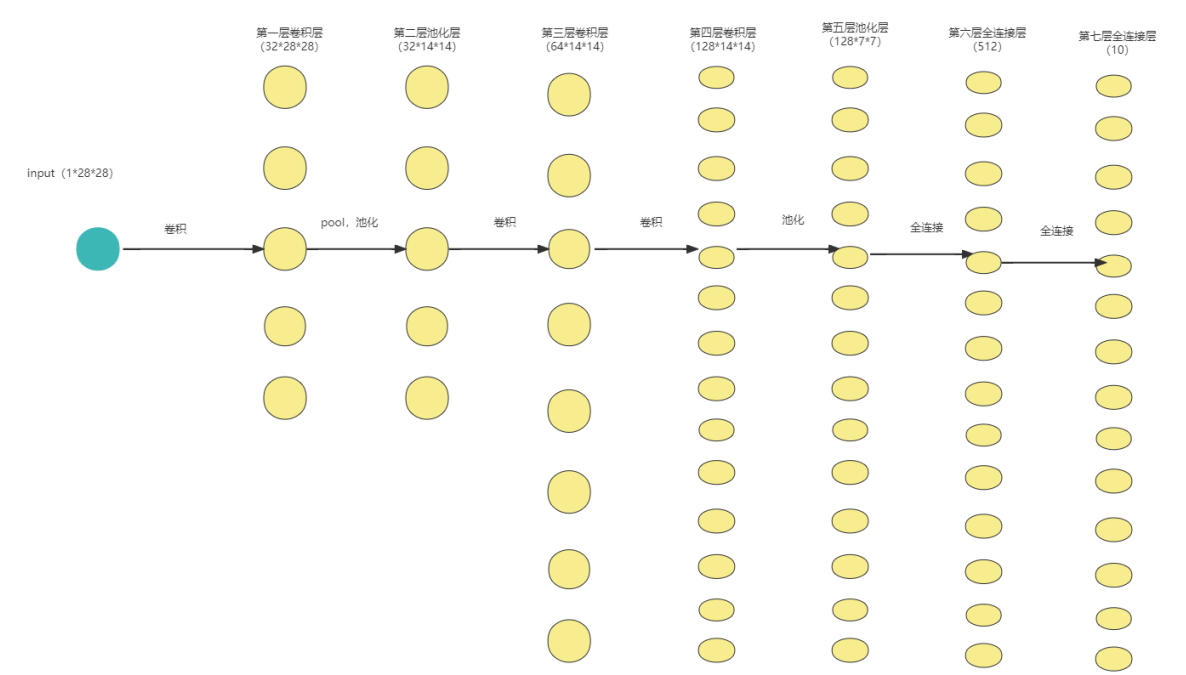 第一层卷积层
（32*28*28）
第二层池化层
（32*14*14）
第三层卷积层
（64*14*14）
第四层卷积层
（128*14*14）
第五层池化层
（128*7*7）
第六层全连接层
（512）
第七层全连接层
（10）
input（1*28*28）
卷积
pool，池化
卷积
卷积
池化
全连接
全连接